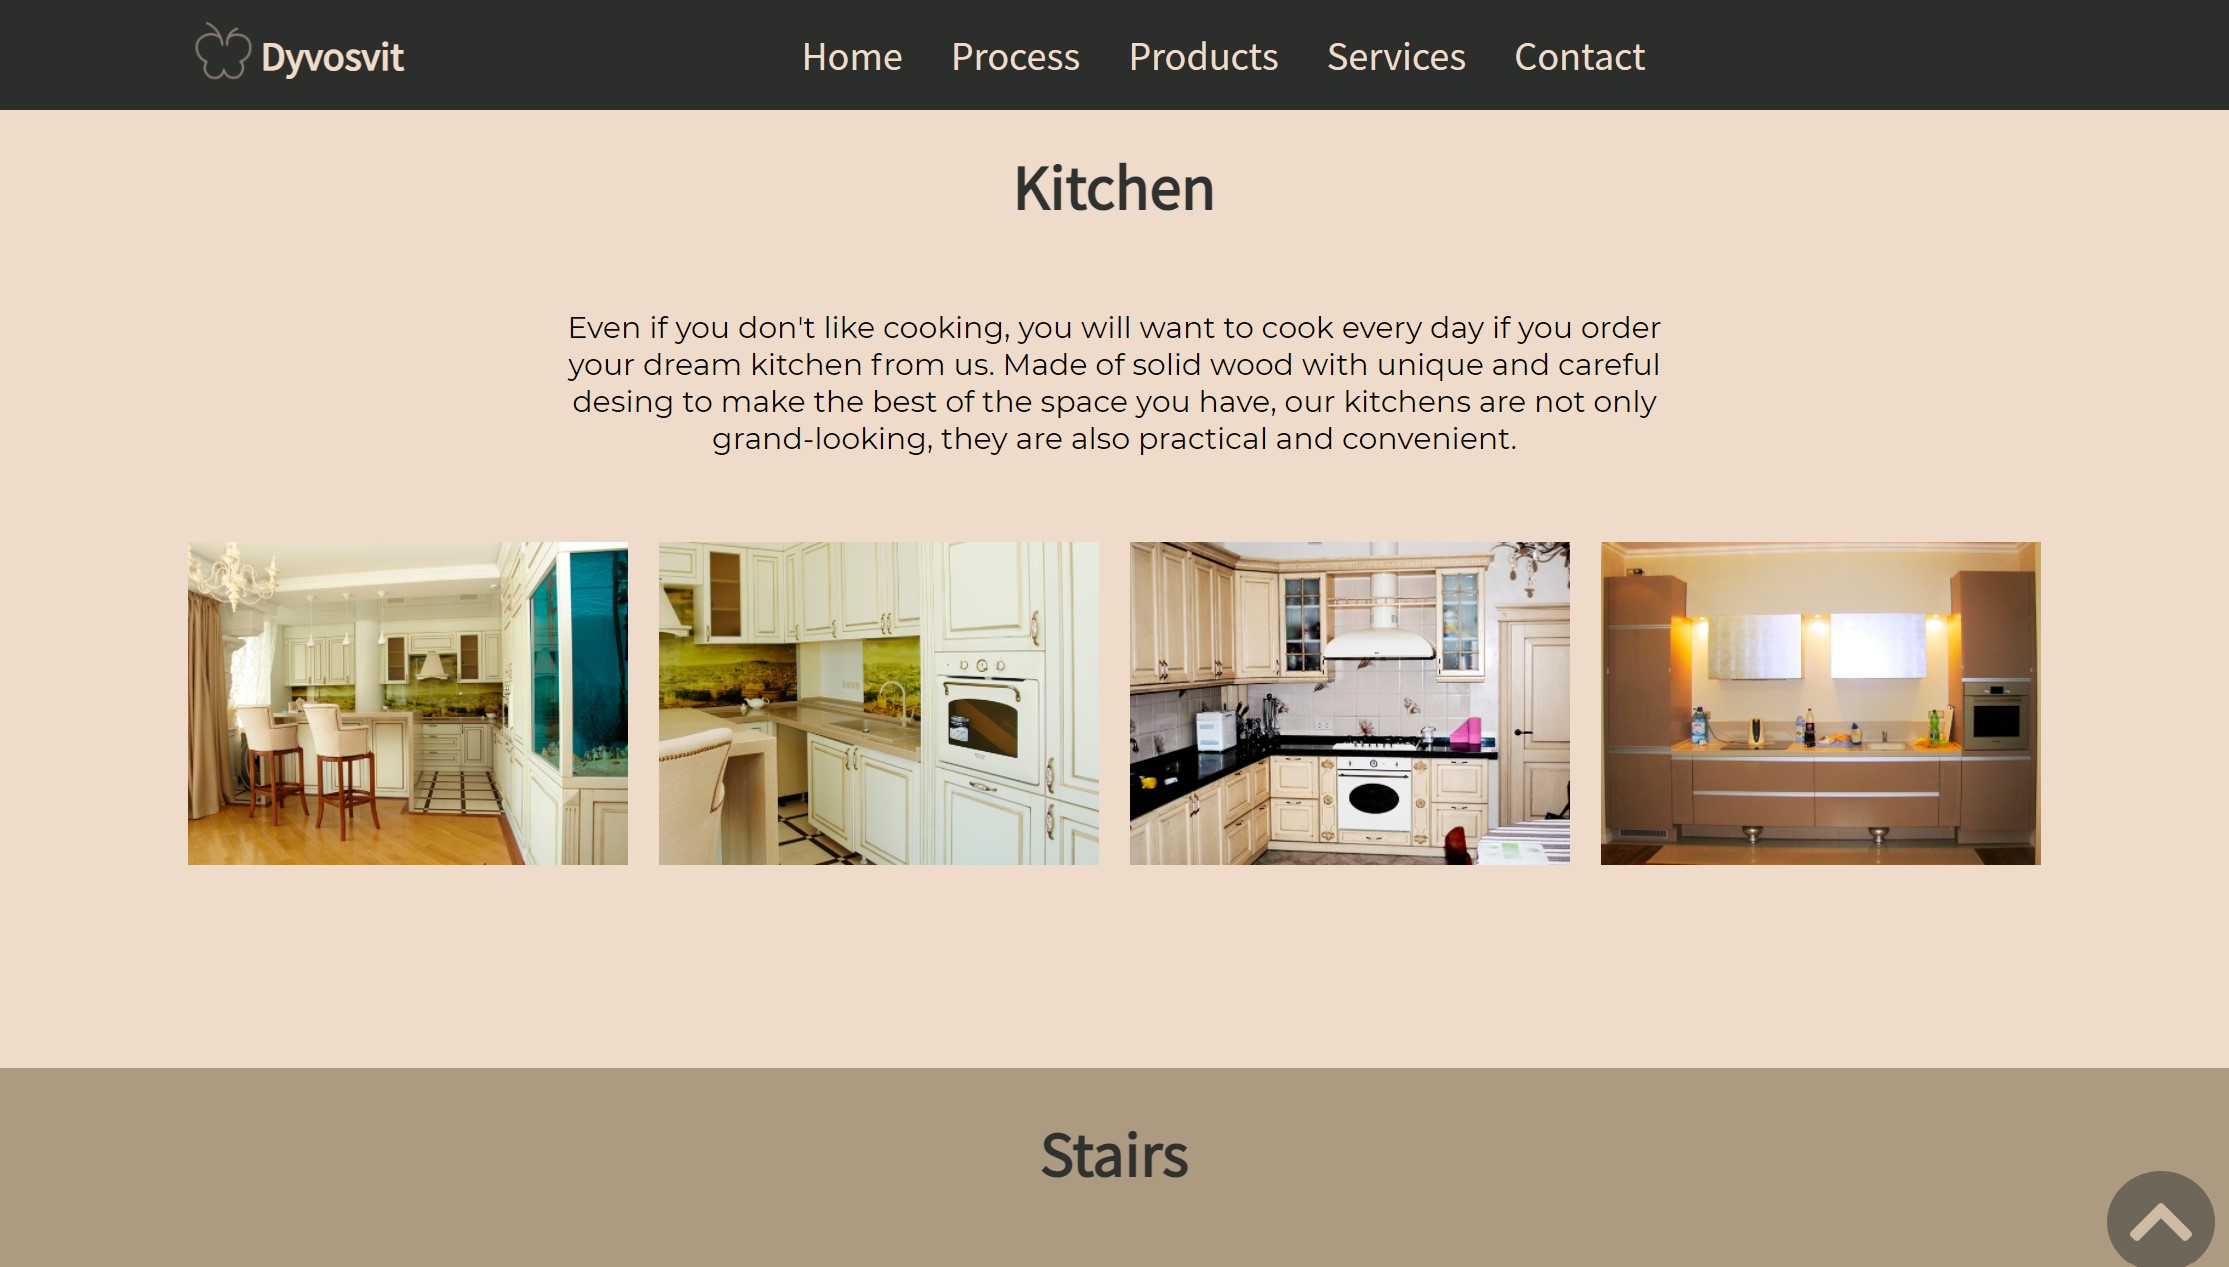 Dyvosvit
Home Process Products Services Contact
Kitchen
Even if you don't like cooking, you will want to cook every day if you order
your dream kitchen from us. Made of solid wood with unique and careful
desing to make the best of the space you have, our kitchens are not only
grand-looking, they are also practical and convenient.
Stairs